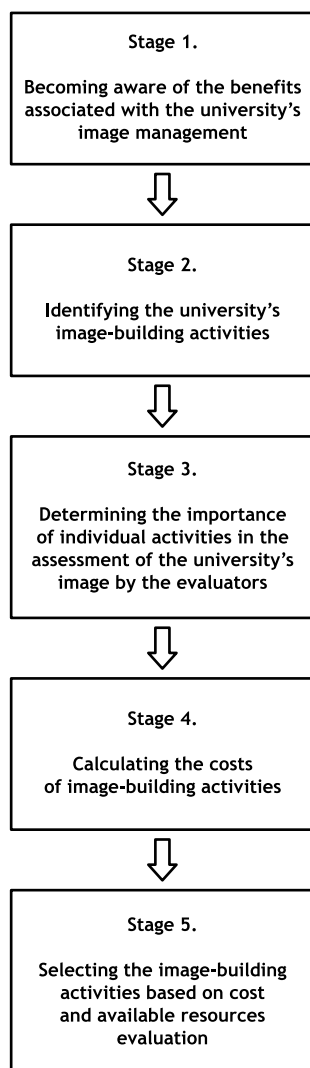 Stage 1.
Becoming aware of the benefits
associated with the university’s
image management
Stage 2.
Identifying the university’s
image-building activities
Stage 3.
Determining the importance
of individual activities in the
assessment of the university’s
image by the evaluators
Stage 4.
Calculating the costs
of image-building activities
Stage 5.
Selecting the image-building
activities based on cost
and available resources
evaluation